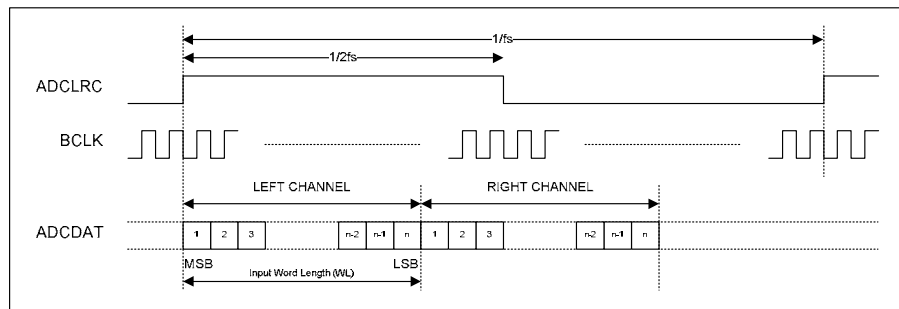 1/fs
1/2fs
ADCLRC
BCLK
LEFT CHANNEL RIGHT CHANNEL
ADCDAT 1 2 3 n-2 n-1 n 1 2 3 n-2 n-1 n
MSB LSB
Input Word Length (WL)